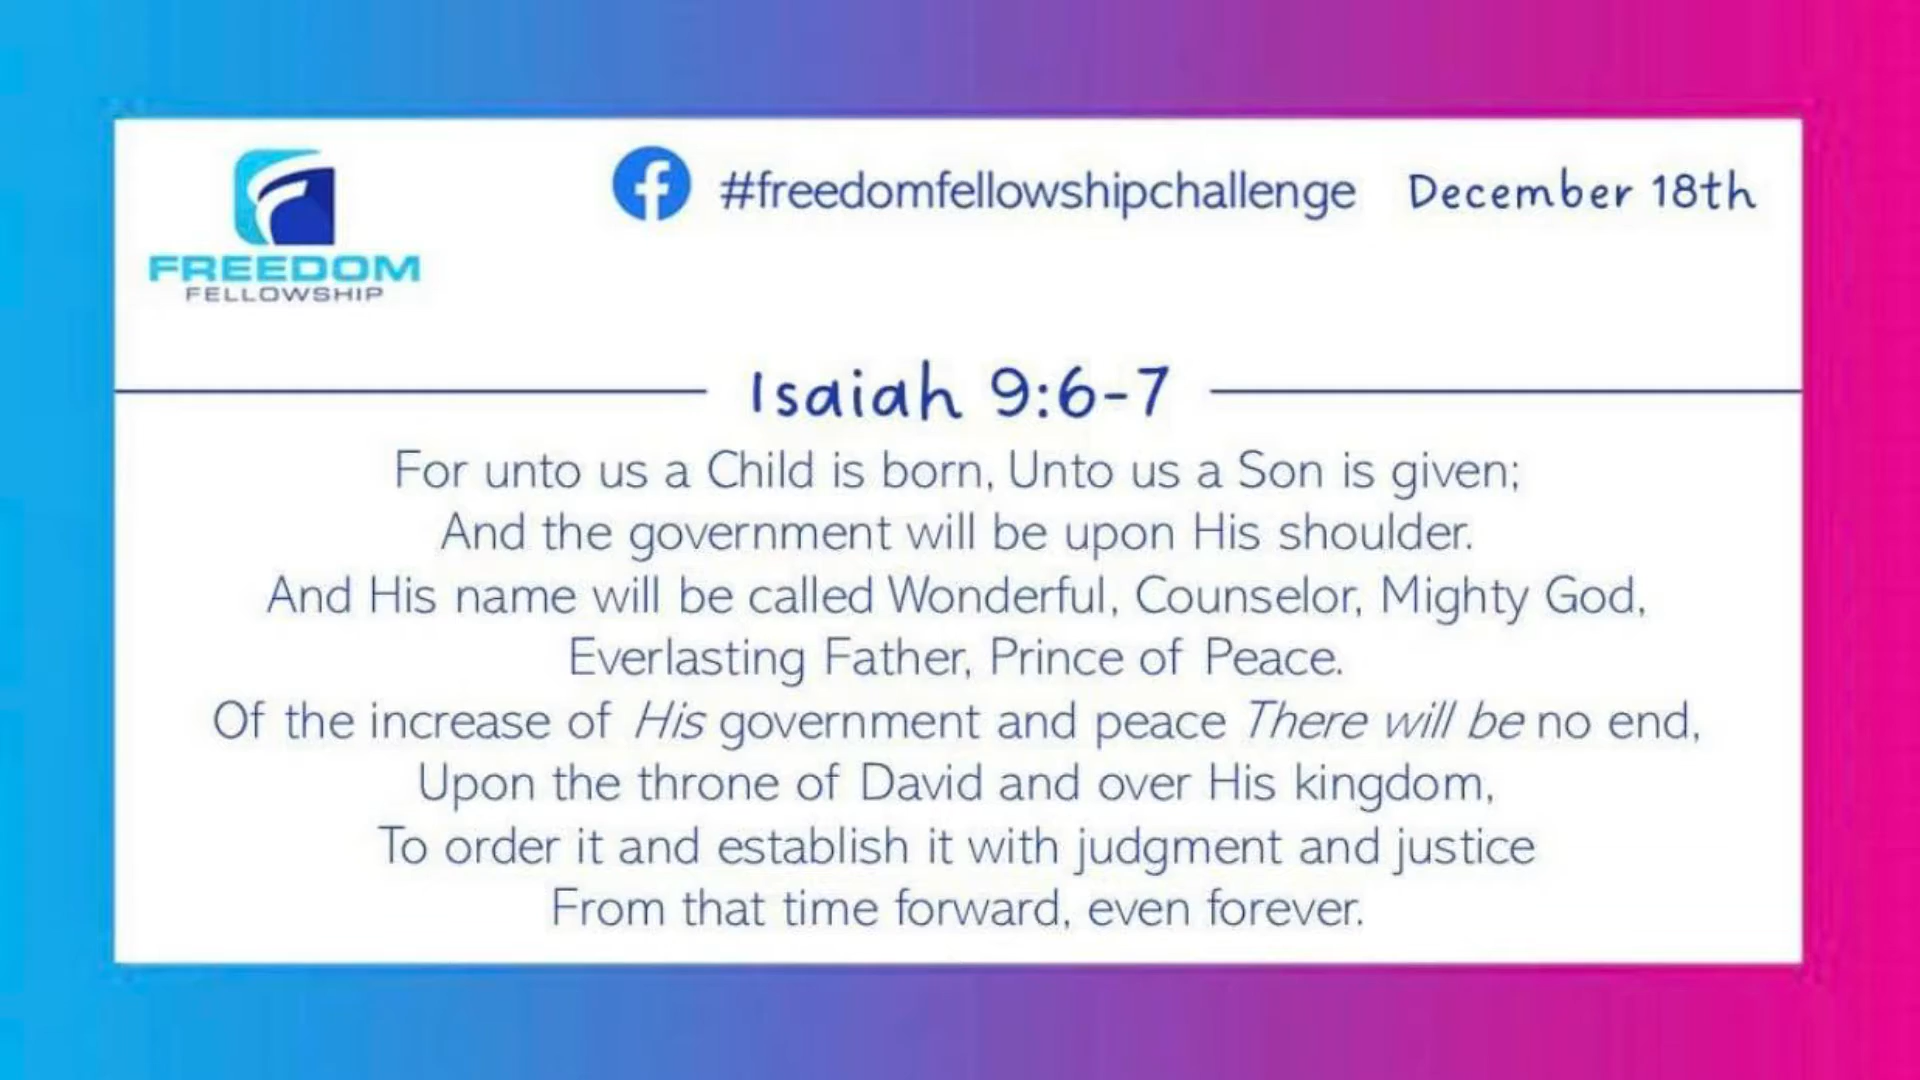 FREEDOM
FELLOWSHIP
#freedomfellowshipchallenge December 18th
Isaiah 9:6-7
For unto us a Child is born, Unto us a Son is given;
And the government will be upon His shoulder.
And His name will be called Wonderful, Counselor, Mighty God,
Everlasting Father, Prince of Peace.
Of the increase of His government and peace There will be no end,
Upon the throne of David and over His kingdom,
To order it and establish it with judgment and justice
From that time forward, even forever.